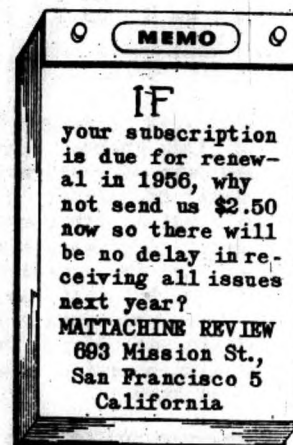 MEMO
IF
your subscription
is due for renew-
al in 1956, why
not send us $2.50
now so there will
be no delay in re-
ceiving all issues
next year?
MATTACHINE REVIEW
693 Mission St.,
San Francisco 5
California